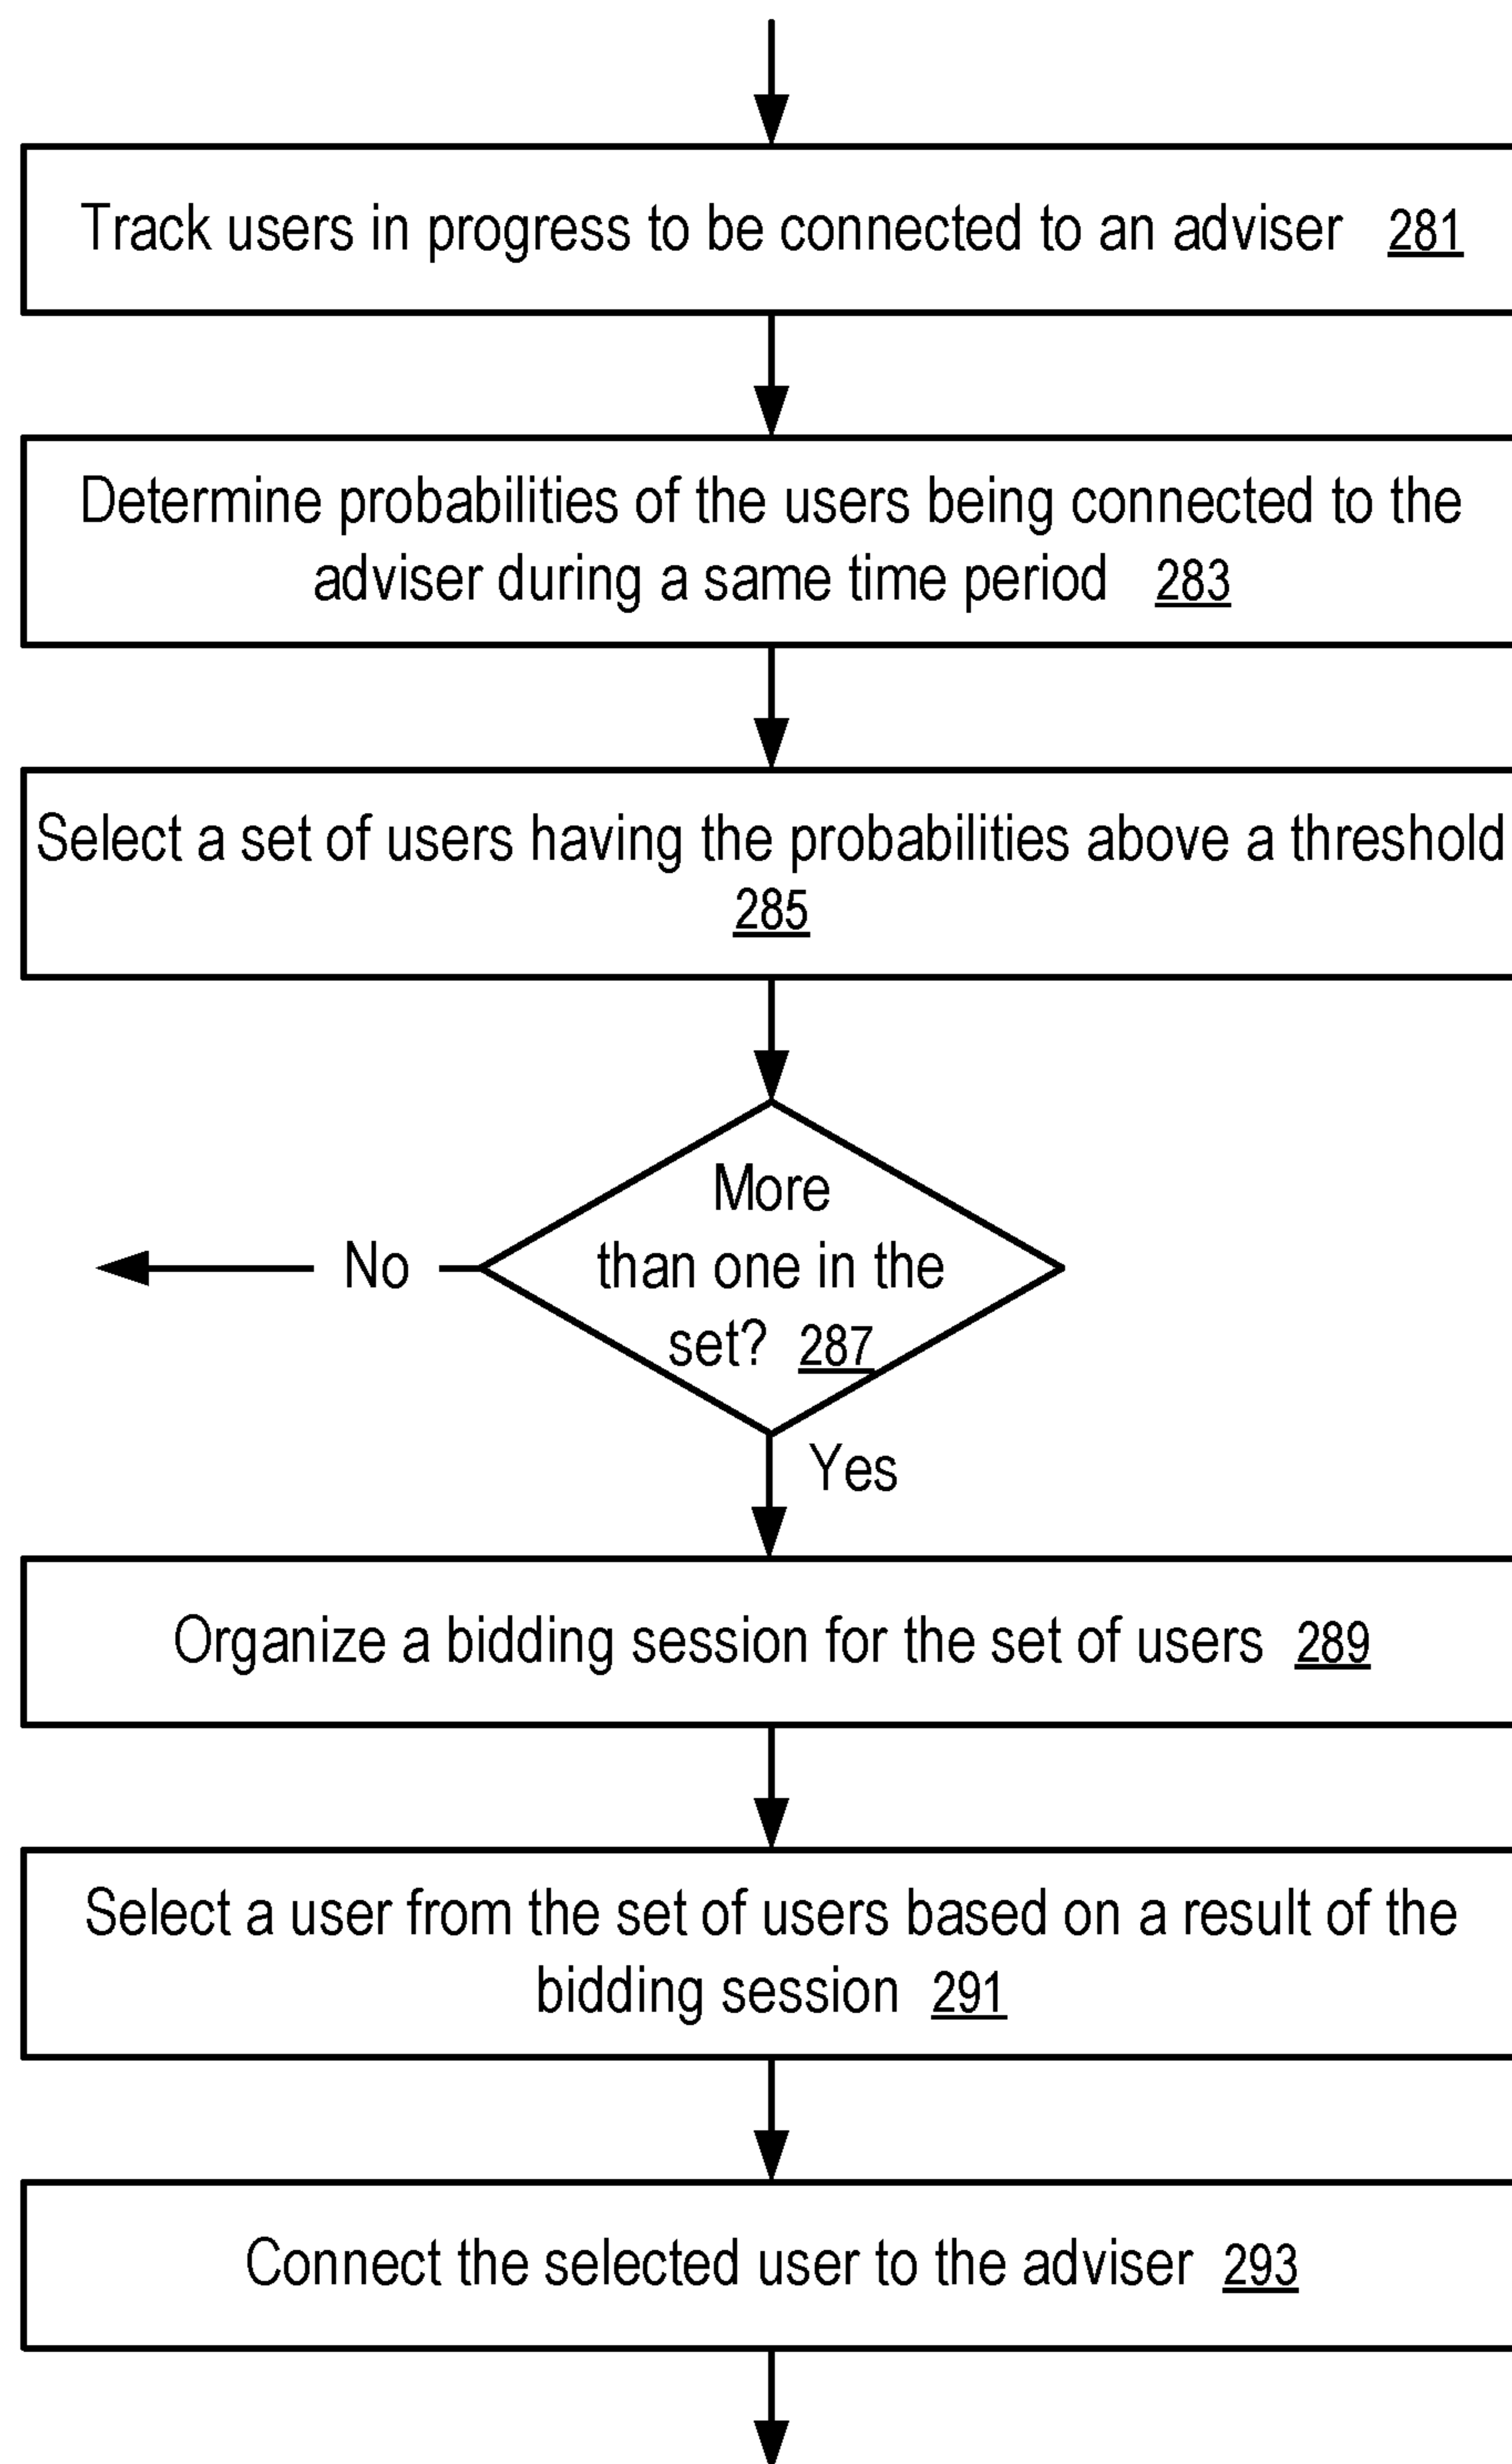 Track users in progress to be connected to an adviser 281
Determine probabilities of the users being connected to the
adviser during a same time period 283
Select a set of users having the probabilities above a threshold
285
More
than one in the
set? 287
No
Yes
Organize a bidding session for the set of users 289
Select a user from the set of users based on a result of the
bidding session 291
Connect the selected user to the adviser 293